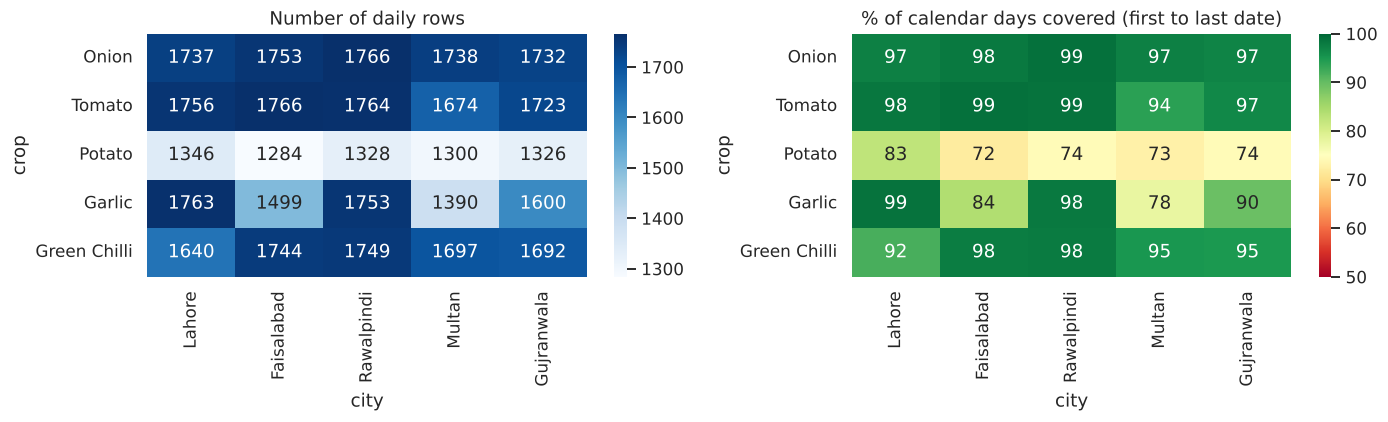 Number of daily rows
crop
Onion 1737 1753 1766 1738 1732
Tomato 1756 1766 1764 1674 1723
Potato 1346 1284 1328 1300 1326
Garlic 1763 1499 1753 1390 1600
Green Chilli 1640 1744 1749 1697 1692
Lahore
Faisalabad
Rawalpindi
Multan
Gujranwala
city
1700
1600
1500
1400
1300
% of calendar days covered (first to last date)
crop
Onion 97 98 99 97 97
Tomato 98 99 99 94 97
Potato 83 72 74 73 74
Garlic 99 84 98 78 90
Green Chilli 92 98 98 95 95
Lahore
Faisalabad
Rawalpindi
Multan
Gujranwala
city
100
90
80
70
60
50